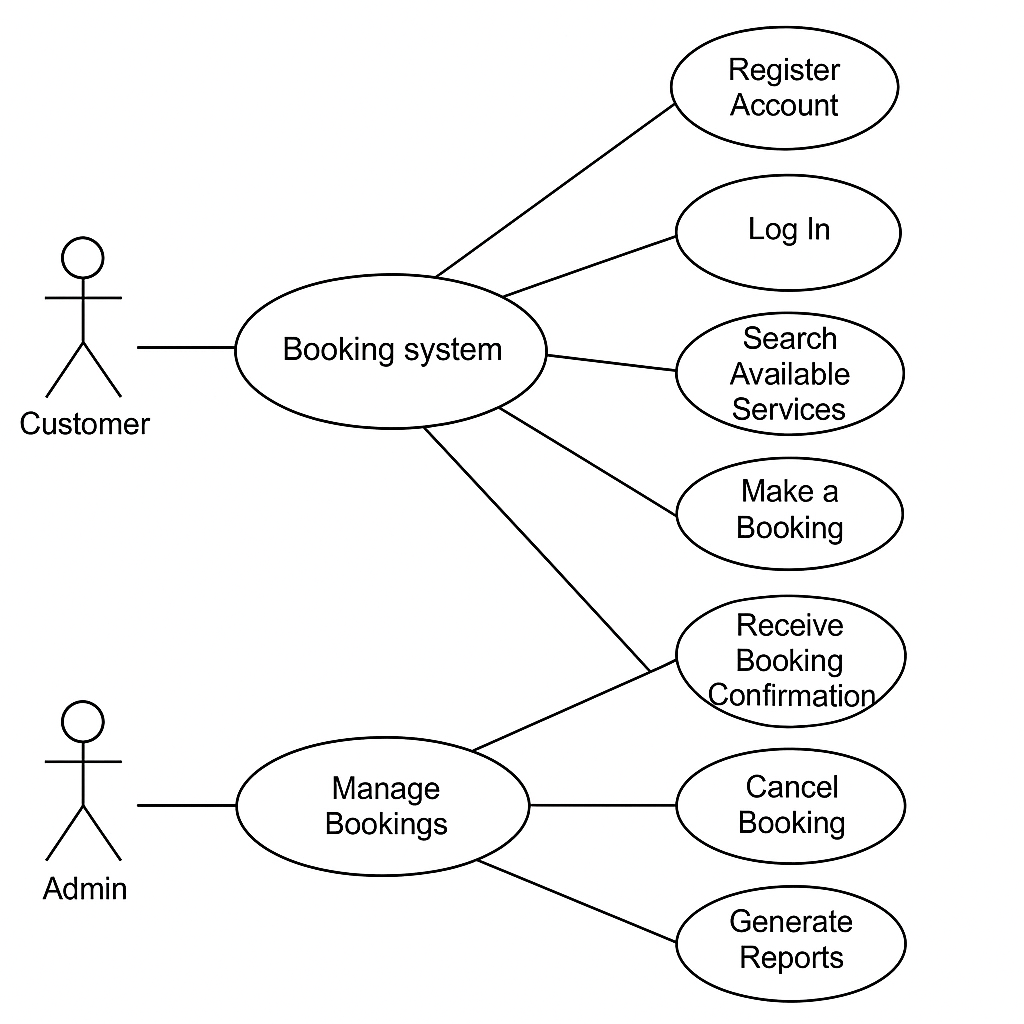 Register
Account
Log In
Search
Available
Services
Booking system
Customer
Make a
Booking
Receive
Booking
Confirmation
Manage
Bookings
Cancel
Booking
Admin
Generate
Reports